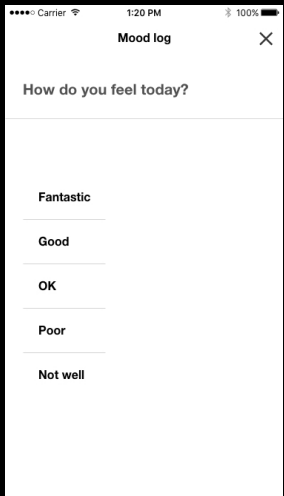 Carrier 1:20 PM 100%
Mood log
How do you feel today?
Fantastic
Good
OK
Poor
Not well